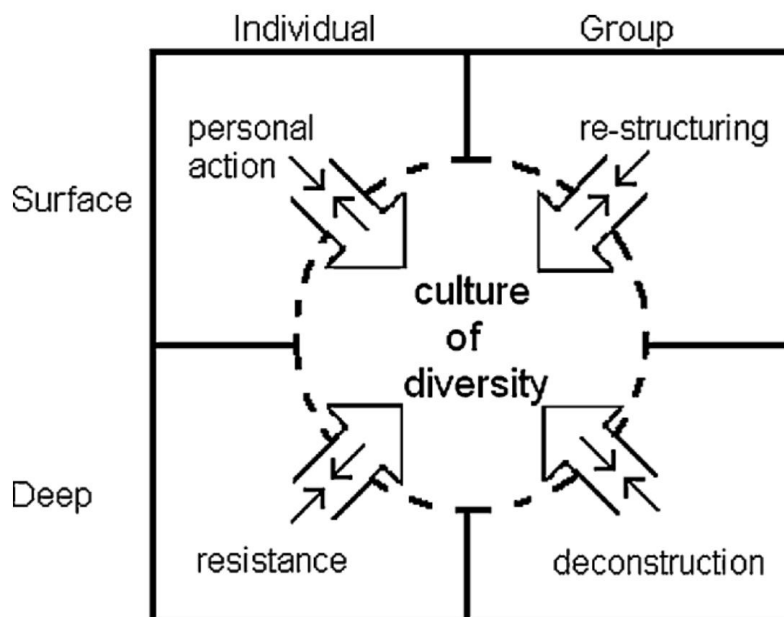 Individual Group
personal
action
re-structuring
Surface
culture
of
diversity
Deep
resistance
deconstruction